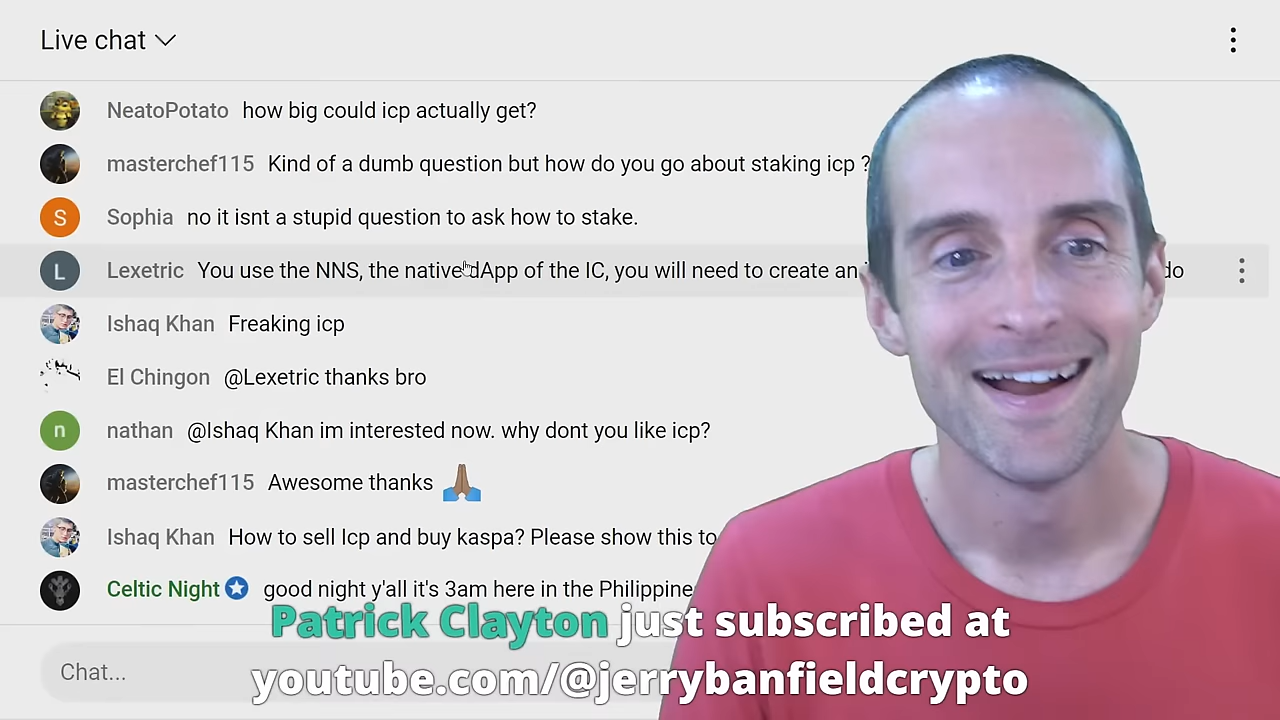 Live chat
NeatoPotato how big could icp actually get?
masterchef115 Kind of a dumb question but how do you go about staking icp ?
S Sophia no it isnt a stupid question to ask how to stake.
L Lexetric You use the NNS, the native dApp of the IC, you will need to create an do
Ishaq Khan Freaking icp
El Chingon @Lexetric thanks bro
n nathan @Ishaq Khan im interested now. why dont you like icp?
masterchef115 Awesome thanks 🙏🏽
Ishaq Khan How to sell Icp and buy kaspa? Please show this to
Celtic Night good night y'all it's 3am here in the Philippine
Patrick Clayton just subscribed at
youtube.com/@jerrybanfieldcrypto
Chat...